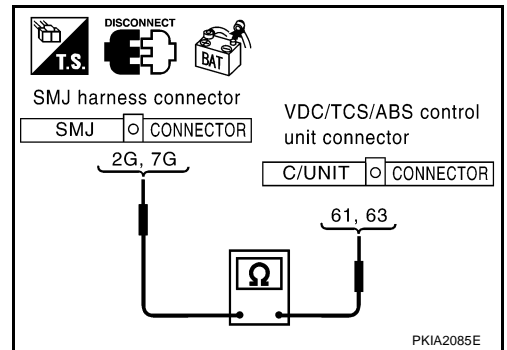 DISCONNECT
T.S.
BAT
SMJ harness connector
SMJ CONNECTOR
2G, 7G
VDC/TCS/ABS control
unit connector
C/UNIT CONNECTOR
61, 63
Ω
PKIA2085E